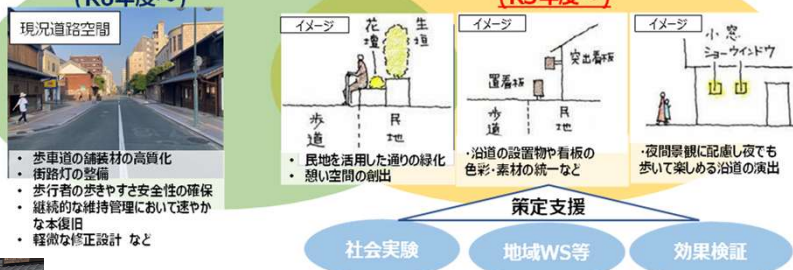 (R6年度～)
(R5年度～)
現況道路空間
・ 歩車道の舗装材の高質化
・ 街路灯の整備
・ 歩行者の歩きやすさ安全性の確保
・ 継続的な維持管理において速やか
な本復旧
・ 軽微な修正設計 など
イメージ
花壇
生垣
歩道
民地
・ 民地を活用した通りの緑化
・ 憩い空間の創出
イメージ
突出看板
置看板
歩道
民地
・沿道の設置物や看板の
色彩・素材の統一など
イメージ
小窓
ショーウインドウ
・夜間景観に配慮し夜でも
歩いて楽しめる沿道の演出
策定支援
社会実験
地域WS等
効果検証